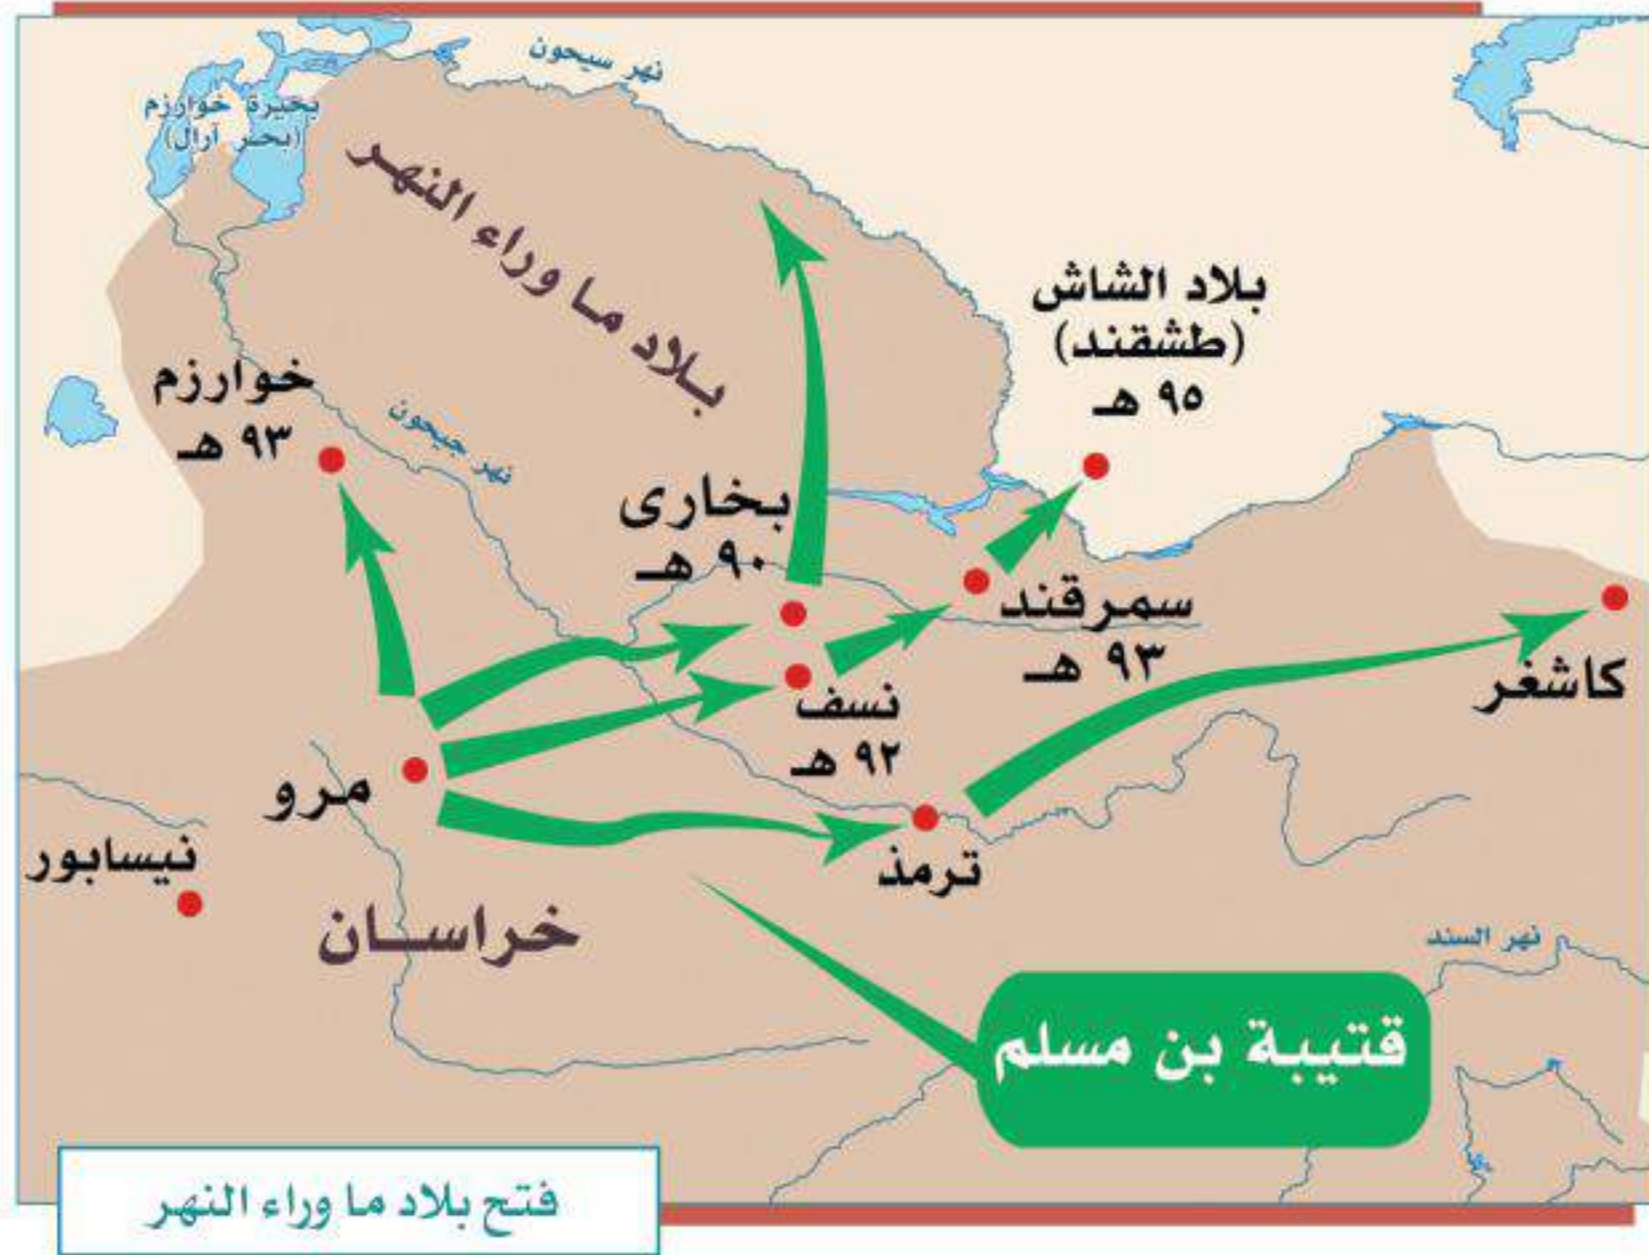 نهر سيحون
بحيرة خوارزم
(بحر آرال)
بلاد ما وراء النهر
بلاد الشاش
(طشقند)
٩٥ هـ
خوارزم
٩٣ هـ
نهر جيحون
بخارى
٩٠ هـ
سمرقند
٩٣ هـ
كاشغر
نسف
٩٢ هـ
مرو
ترمذ
نيسابور
خراســان
نهر السند
قتيبة بن مسلم
فتح بلاد ما وراء النهر